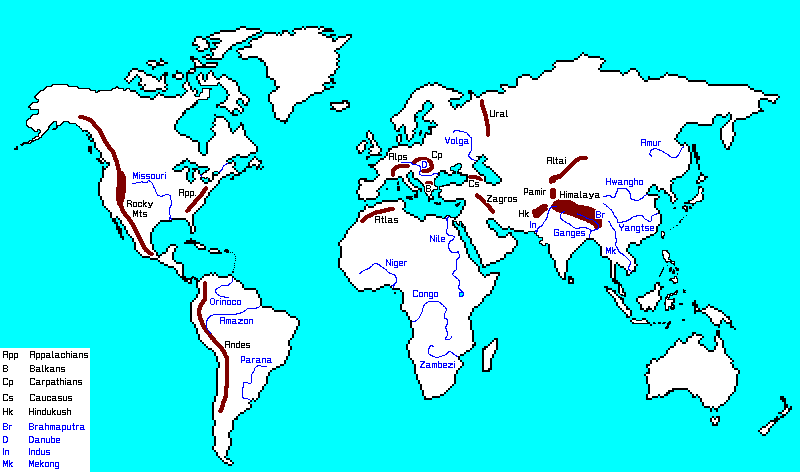 Ural
Volga
Amur
Alps
Cp
D
Altai
Missouri
App.
B
Cs
Pamir
Himalaya
Hwangho
Rocky
Mts
Zagros
Hk
Br
Atlas
In
Ganges
Yangtse
Nile
Mk
Niger
Orinoco
Congo
Amazon
Andes
Parana
Zambezi
App Appalachians
B Balkans
Cp Carpathians
Cs Caucasus
Hk Hindukush
Br Brahmaputra
D Danube
In Indus
Mk Mekong